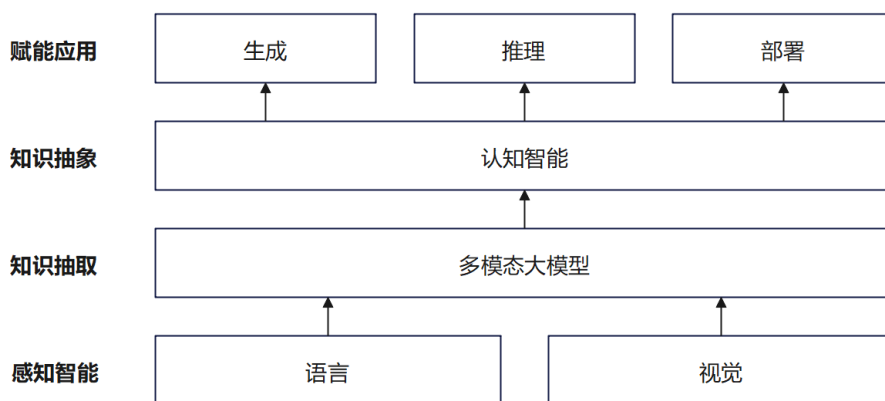 赋能应用 生成 推理 部署
知识抽象 认知智能
知识抽取 多模态大模型
感知智能 语言 视觉